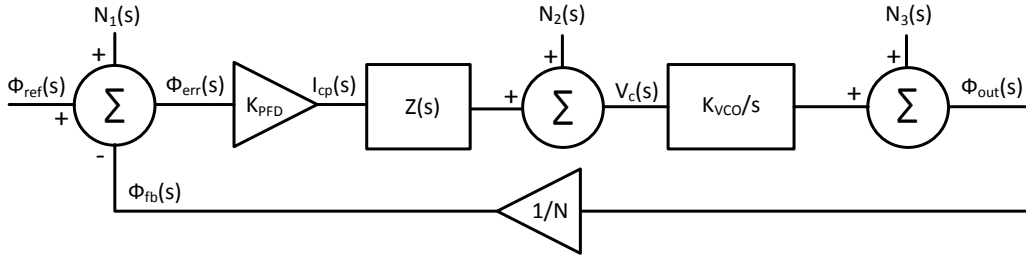 N₁(s)
N₂(s)
N₃(s)
+
+
+
Φref(s)
Φerr(s)
Icp(s)
Vc(s)
Φout(s)
Σ
KPFD
Z(s)
+
Σ
KVCO/s
+
Σ
+
-
Φfb(s)
1/N